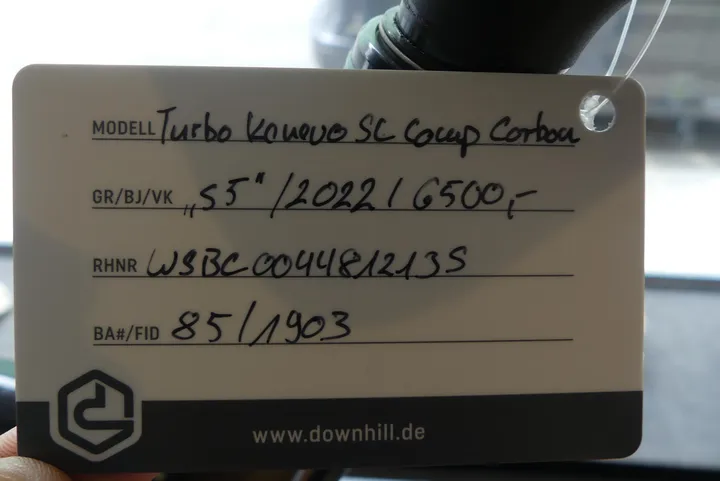 MODELL Turbo Kenevo SL Comp Carbon
GR/BJ/VK „S5“/2022/6500,-
RHNR WSBC004481213S
BA#/FID 85/1903
www.downhill.de